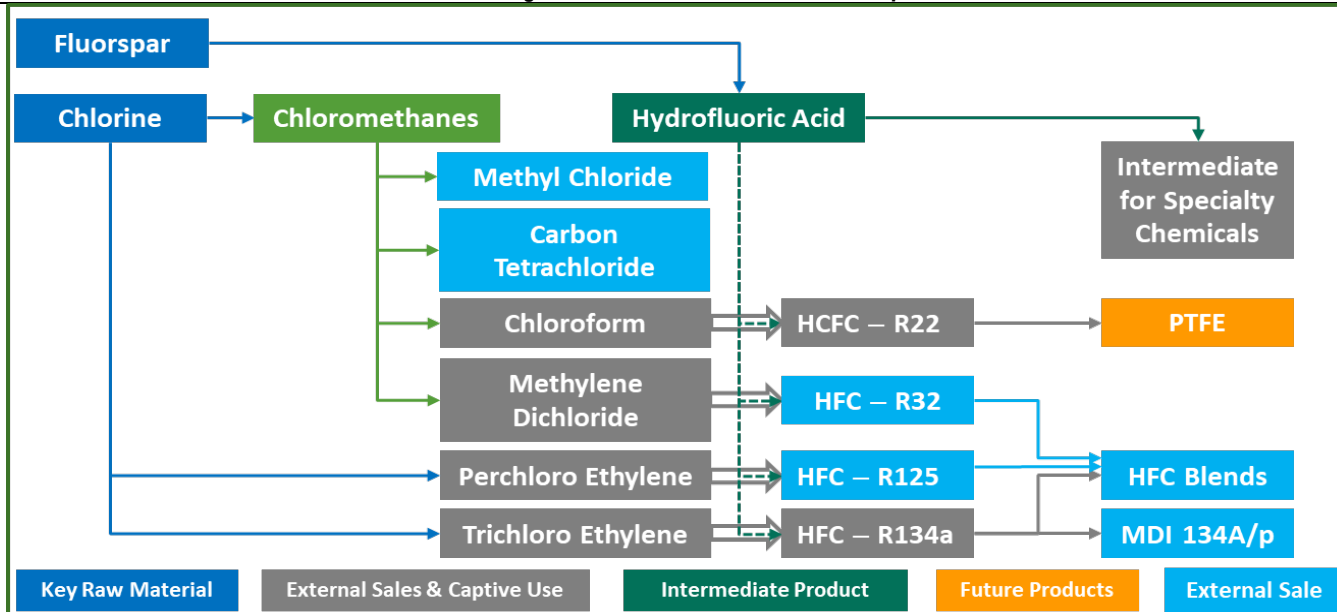 Fluorspar
Chlorine
Chloromethanes
Hydrofluoric Acid
Methyl Chloride
Intermediate
for Specialty
Chemicals
Carbon
Tetrachloride
Chloroform
HCFC – R22
PTFE
Methylene
Dichloride
HFC – R32
Perchloro Ethylene
HFC – R125
HFC Blends
Trichloro Ethylene
HFC – R134a
MDI 134A/p
Key Raw Material
External Sales & Captive Use
Intermediate Product
Future Products
External Sale